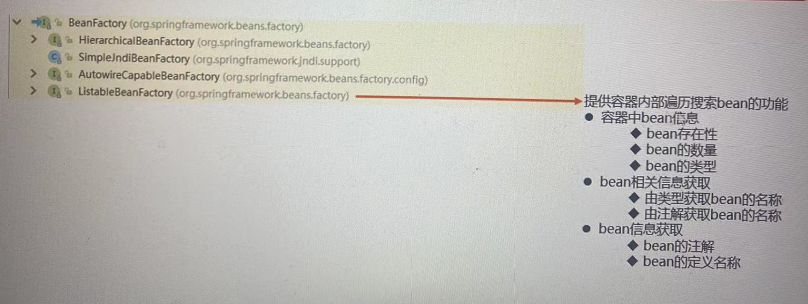 BeanFactory (org.springframework.beans.factory)
HierarchicalBeanFactory (org.springframework.beans.factory)
SimpleJndiBeanFactory (org.springframework.jndi.support)
AutowireCapableBeanFactory (org.springframework.beans.factory.config)
ListableBeanFactory (org.springframework.beans.factory)
提供容器内部遍历搜索bean的功能
● 容器中bean信息
◆ bean存在性
◆ bean的数量
◆ bean的类型
● bean相关信息获取
◆ 由类型获取bean的名称
◆ 由注解获取bean的名称
● bean信息获取
◆ bean的注解
◆ bean的定义名称